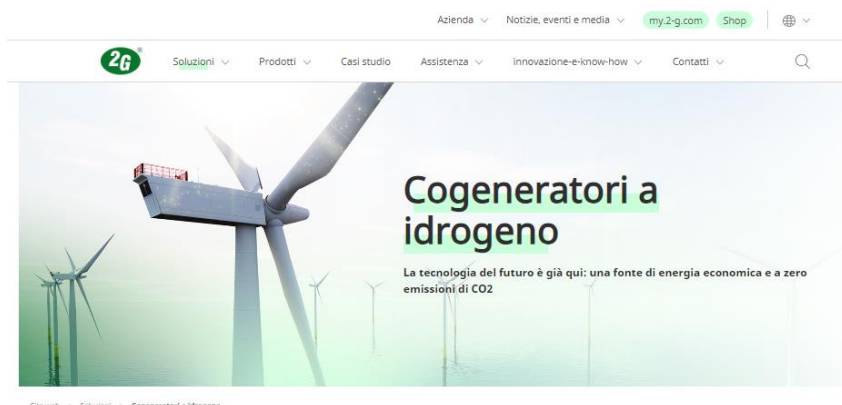 Azienda Notizie, eventi e media my.2-g.com Shop
2G®
Soluzioni Prodotti Casi studio Assistenza innovazione-e-know-how Contatti
Cogeneratori a
idrogeno
La tecnologia del futuro è già qui: una fonte di energia economica e a zero
emissioni di CO2